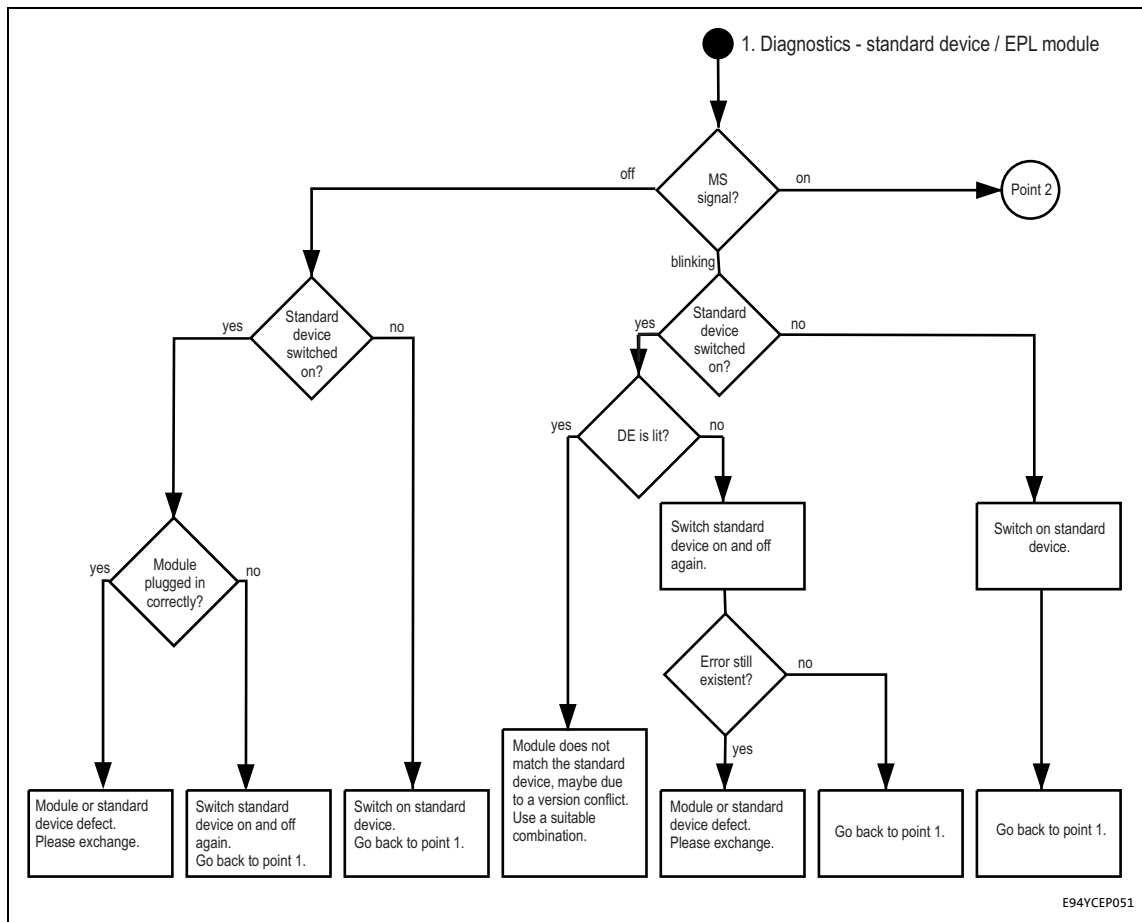 1. Diagnostics - standard device / EPL module
MS
signal?
off
on
Point 2
blinking
Standard
device
switched
on?
yes
no
Standard
device
switched
on?
yes
no
DE is lit?
yes
no
Switch standard
device on and off
again.
Switch on standard
device.
Module
plugged in
correctly?
yes
no
Error still
existent?
no
yes
Module or standard
device defect.
Please exchange.
Switch standard
device on and off
again.
Go back to point 1.
Switch on standard
device.
Go back to point 1.
Module does not
match the standard
device, maybe due
to a version conflict.
Use a suitable
combination.
Module or standard
device defect.
Please exchange.
Go back to point 1.
Go back to point 1.
E94YCEP051